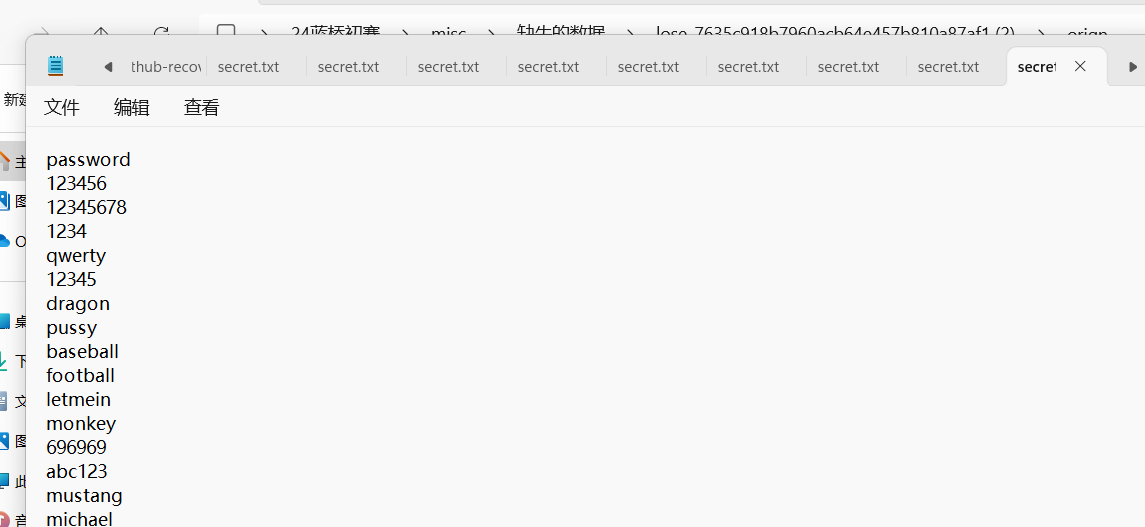 24蓝桥初赛 misc 缺失的数据 lose_7635c918b7960acb64e457b810a87af1 (2) orign
thub-recov secret.txt secret.txt secret.txt secret.txt secret.txt secret.txt secret.txt secret.txt secret
新建
文件 编辑 查看
password
主
123456
图
12345678
1234
O
qwerty
12345
dragon
桌
pussy
baseball
下
football
letmein
文
monkey
图
696969
abc123
此
mustang
michael
音